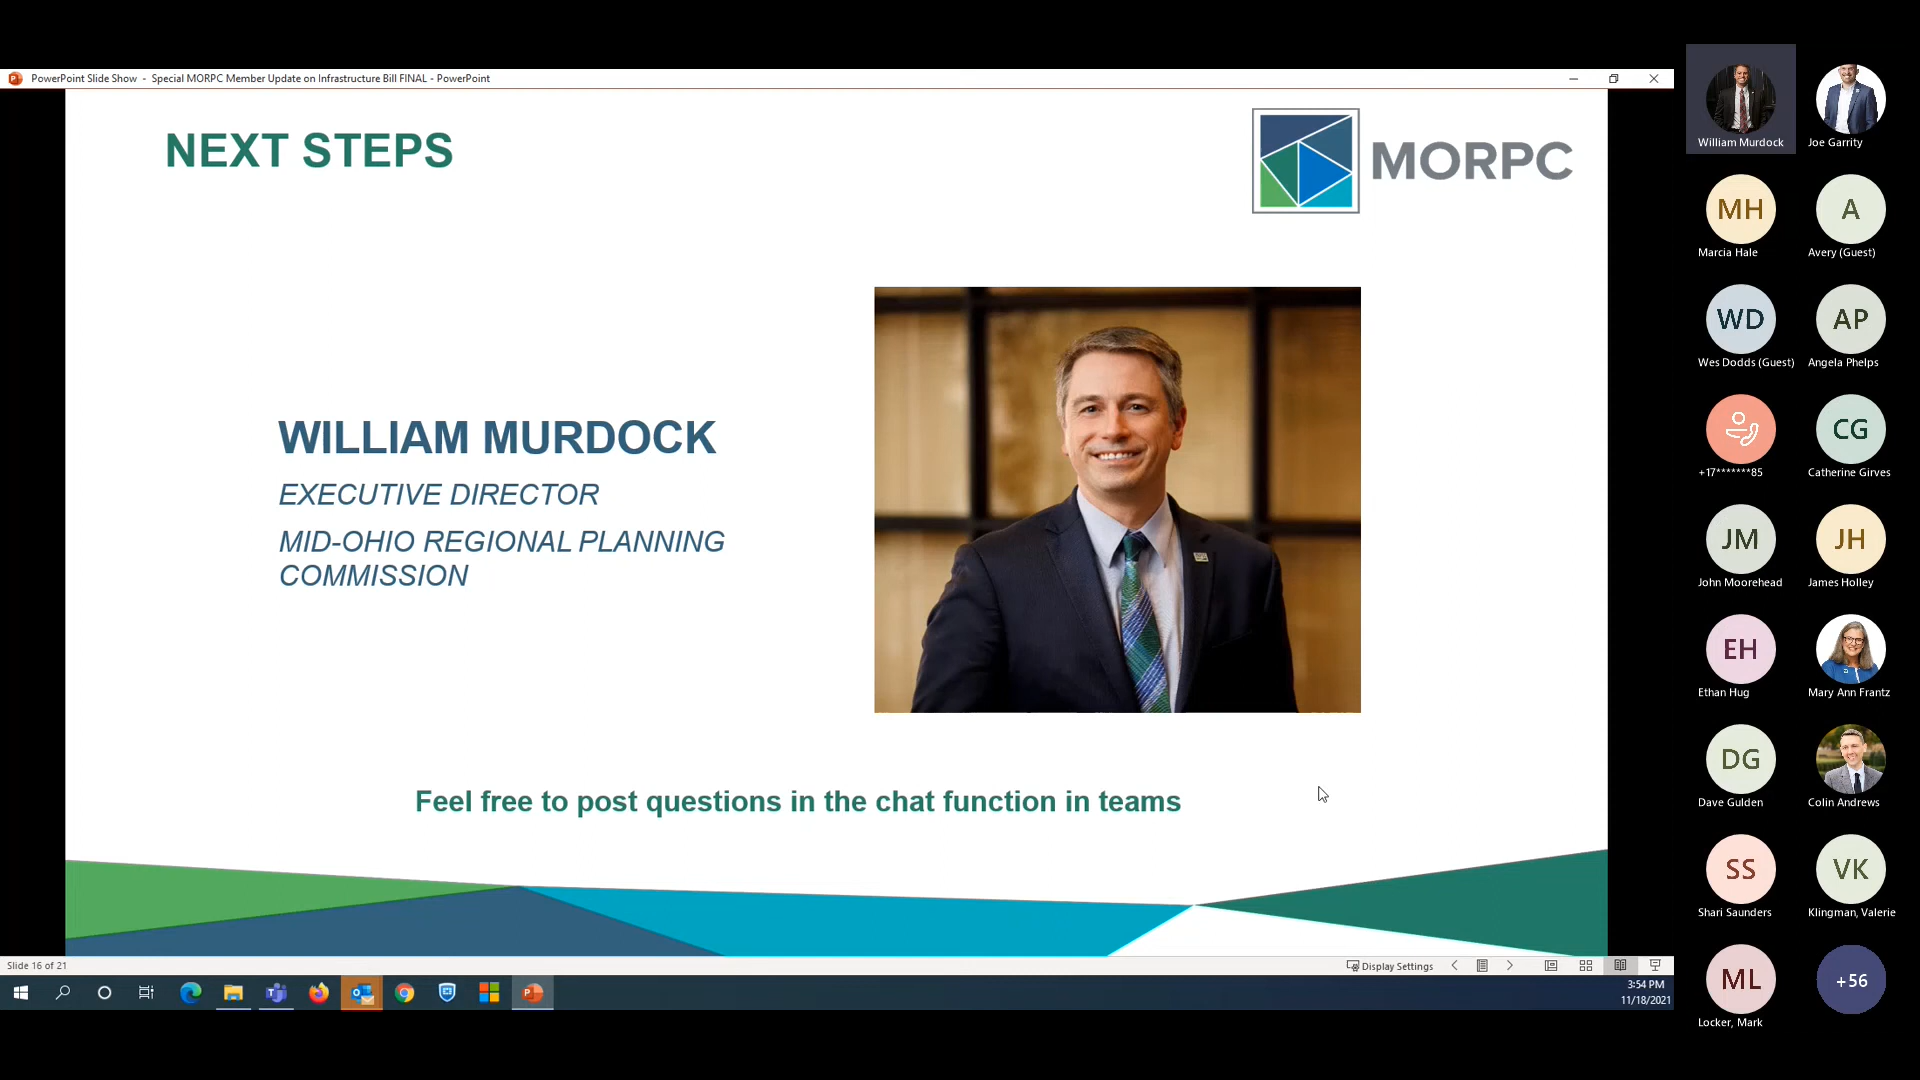 PowerPoint Slide Show - Special MORPC Member Update on Infrastructure Bill FINAL - PowerPoint
NEXT STEPS
MORPC
WILLIAM MURDOCK
EXECUTIVE DIRECTOR
MID-OHIO REGIONAL PLANNING
COMMISSION
Feel free to post questions in the chat function in teams
Slide 16 of 21
Display Settings
3:54 PM
11/18/2021
William Murdock
Joe Garrity
MH
Marcia Hale
A
Avery (Guest)
WD
Wes Dodds (Guest)
AP
Angela Phelps
+17*******85
CG
Catherine Girves
JM
John Moorehead
JH
James Holley
EH
Ethan Hug
Mary Ann Frantz
DG
Dave Gulden
Colin Andrews
SS
Shari Saunders
VK
Klingman, Valerie
ML
Locker, Mark
+56